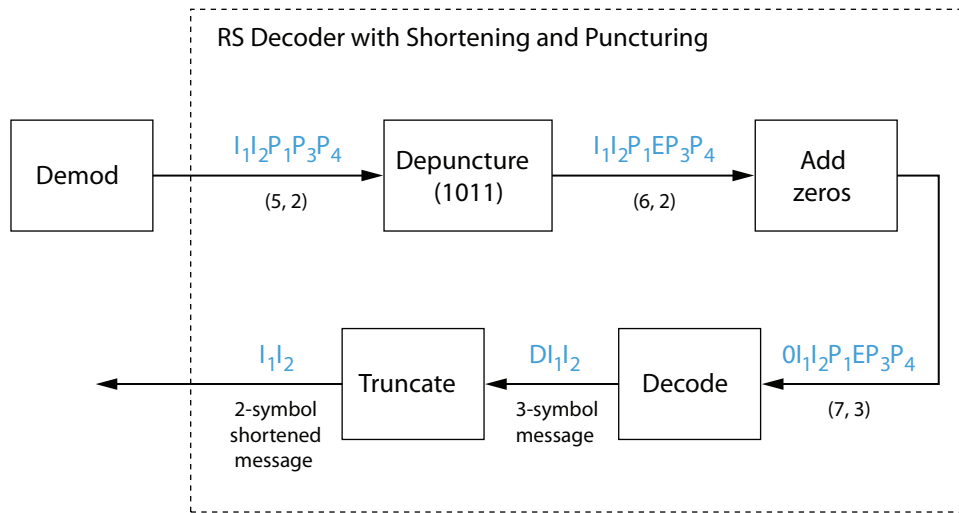 RS Decoder with Shortening and Puncturing
Demod
I₁I₂P₁P₃P₄
(5, 2)
Depuncture
(1011)
I₁I₂P₁EP₃P₄
(6, 2)
Add
zeros
0I₁I₂P₁EP₃P₄
(7, 3)
Decode
DI₁I₂
3-symbol
message
Truncate
I₁I₂
2-symbol
shortened
message